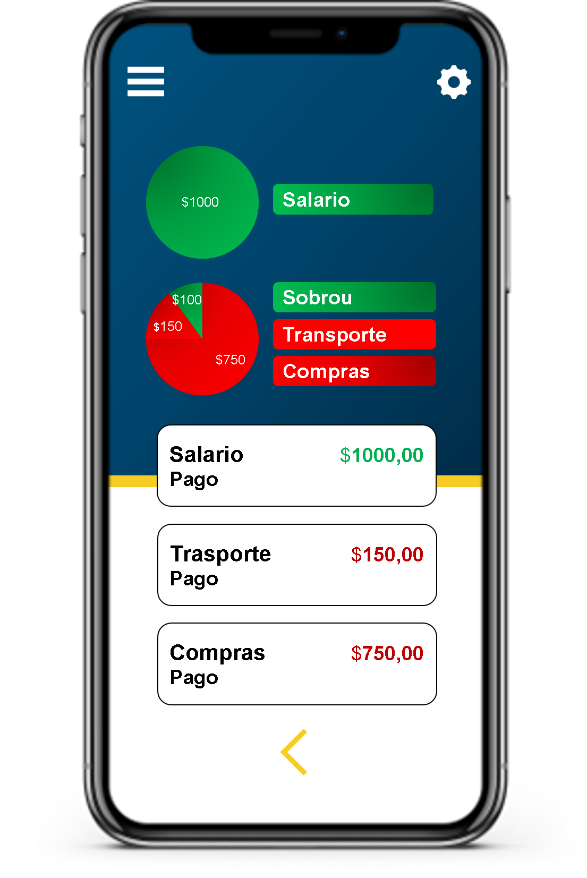 $1000
Salario
$100
$150
$750
Sobrou
Transporte
Compras
Salario
$1000,00
Pago
Trasporte
$150,00
Pago
Compras
$750,00
Pago